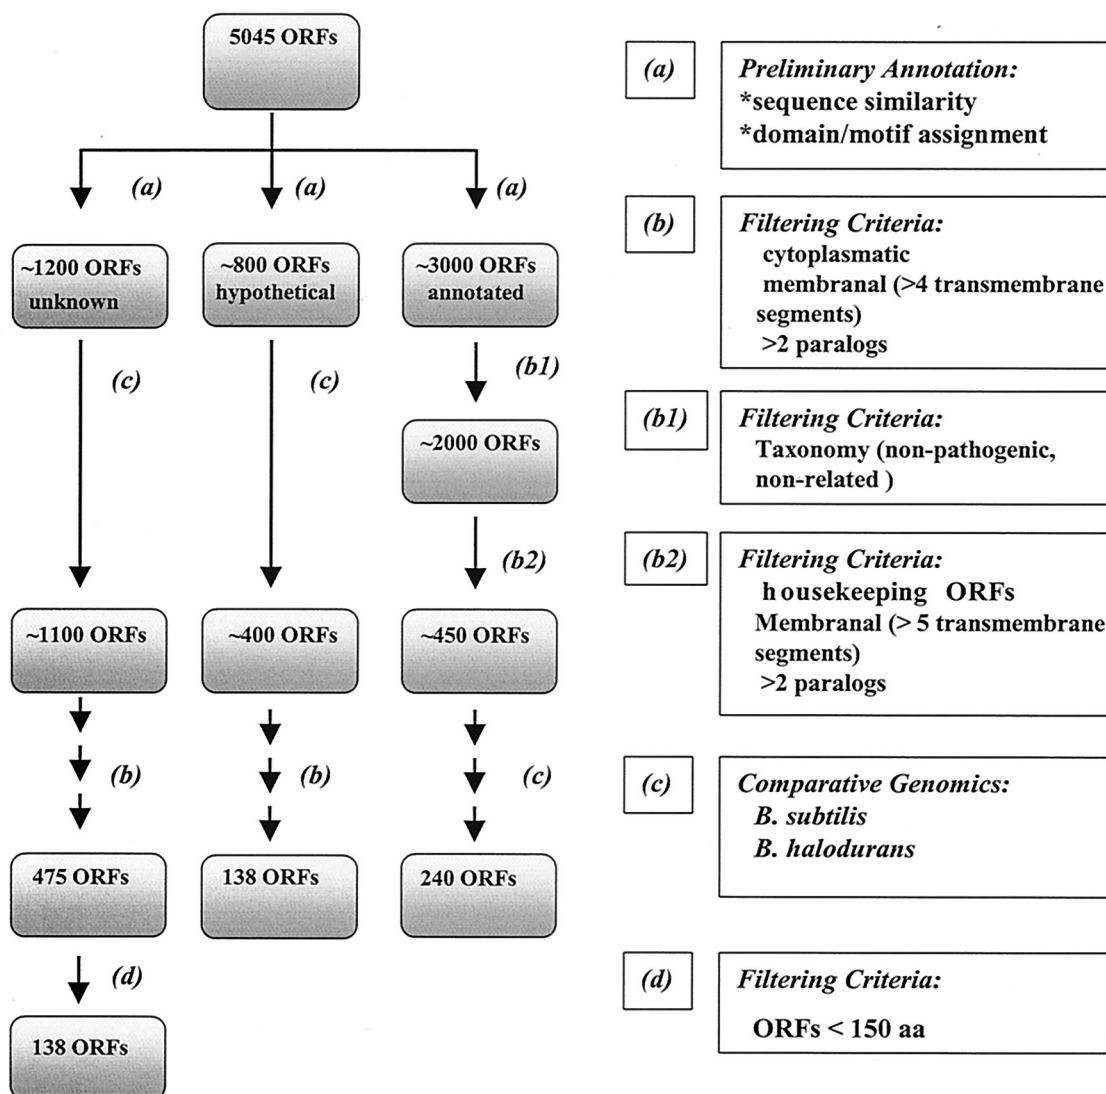 5045 ORFs
(a)
(a)
(a)
~1200 ORFs
unknown
~800 ORFs
hypothetical
~3000 ORFs
annotated
(c)
(c)
(b1)
~2000 ORFs
(b2)
~1100 ORFs
~400 ORFs
~450 ORFs
(b)
(b)
(c)
475 ORFs
138 ORFs
240 ORFs
(d)
138 ORFs
(a)
Preliminary Annotation:
*sequence similarity
*domain/motif assignment
(b)
Filtering Criteria:
cytoplasmatic
membranal (>4 transmembrane
segments)
>2 paralogs
(b1)
Filtering Criteria:
Taxonomy (non-pathogenic,
non-related )
(b2)
Filtering Criteria:
housekeeping ORFs
Membranal (> 5 transmembrane
segments)
>2 paralogs
(c)
Comparative Genomics:
B. subtilis
B. halodurans
(d)
Filtering Criteria:
ORFs < 150 aa